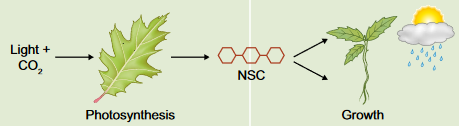 Light +
CO₂
NSC
Photosynthesis
Growth